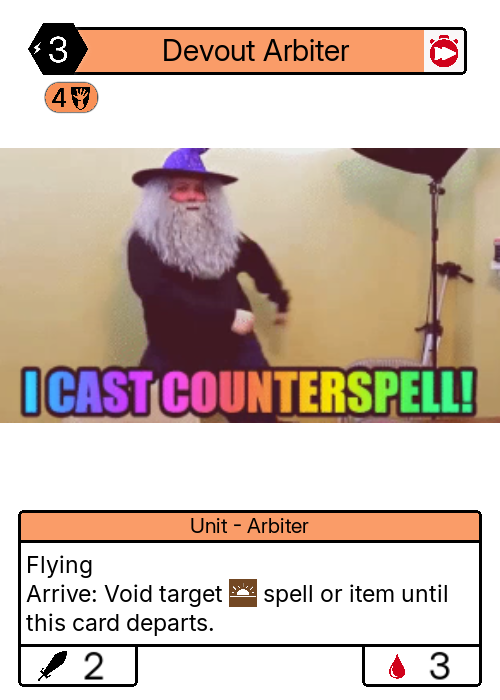 3
Devout Arbiter
4
I CAST COUNTERSPELL!
Unit - Arbiter
Flying
Arrive: Void target spell or item until
this card departs.
2
3